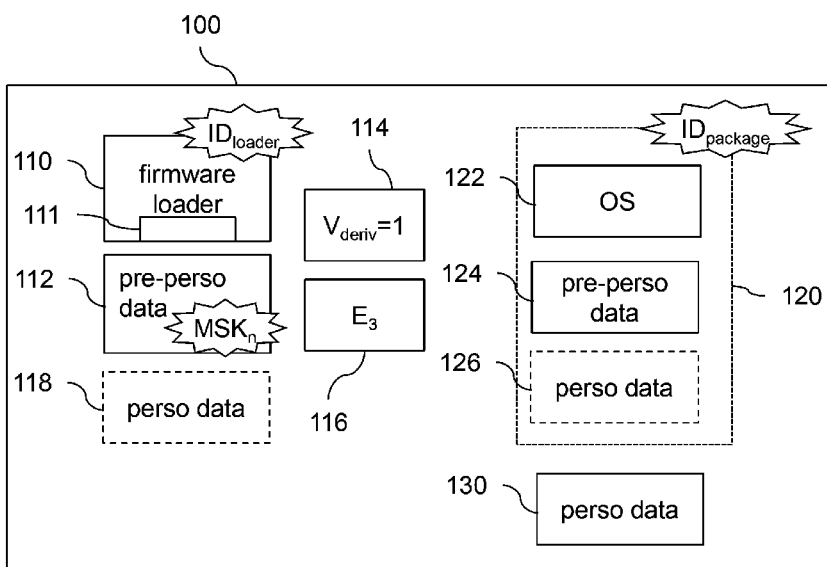 100
110
ID_loader
firmware
loader
111
112
pre-perso
data
MSK_n
118
perso data
114
V_deriv=1
E_3
116
ID_package
122
OS
124
pre-perso
data
120
126
perso data
130
perso data